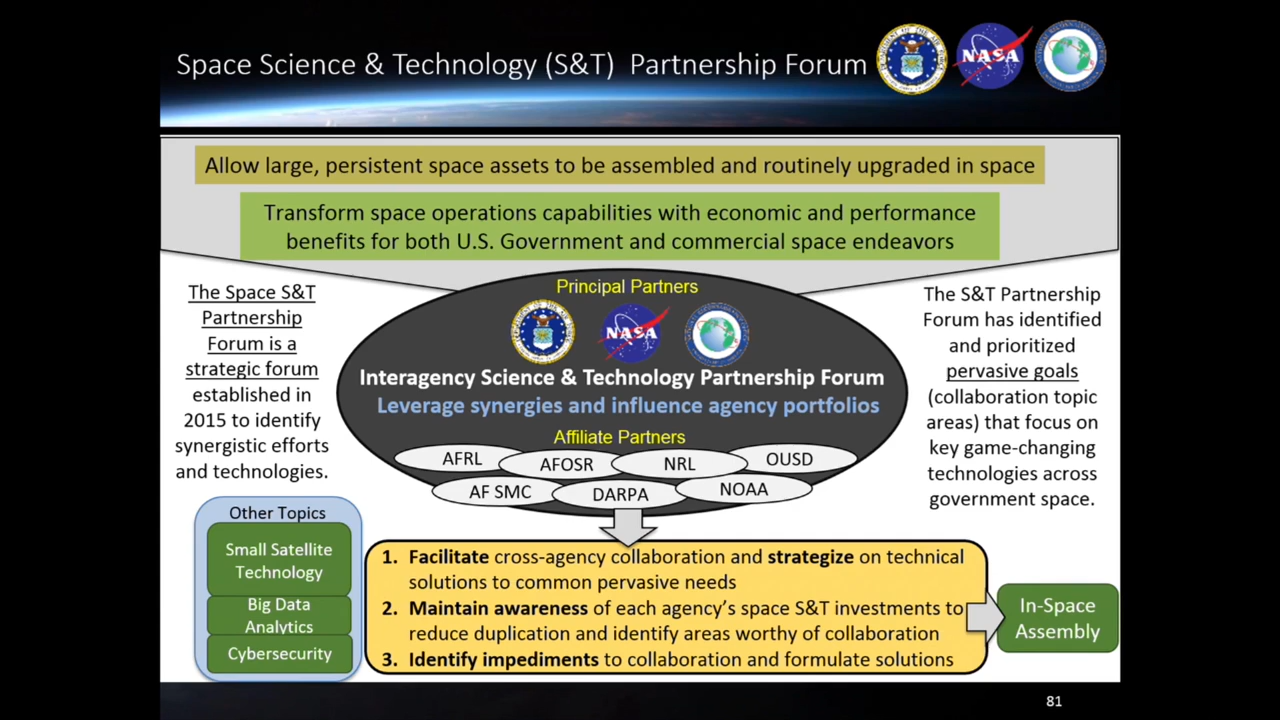 Space Science & Technology (S&T) Partnership Forum
NASA
Allow large, persistent space assets to be assembled and routinely upgraded in space
Transform space operations capabilities with economic and performance
benefits for both U.S. Government and commercial space endeavors
The Space S&T
Partnership
Forum is a
strategic forum
established in
2015 to identify
synergistic efforts
and technologies.
Principal Partners
NASA
Interagency Science & Technology Partnership Forum
Leverage synergies and influence agency portfolios
Affiliate Partners
AFRL
AFOSR
NRL
OUSD
AF SMC
DARPA
NOAA
The S&T Partnership
Forum has identified
and prioritized
pervasive goals
(collaboration topic
areas) that focus on
key game-changing
technologies across
government space.
Other Topics
Small Satellite
Technology
Big Data
Analytics
Cybersecurity
1. Facilitate cross-agency collaboration and strategize on technical
solutions to common pervasive needs
2. Maintain awareness of each agency’s space S&T investments to
reduce duplication and identify areas worthy of collaboration
3. Identify impediments to collaboration and formulate solutions
In-Space
Assembly
81